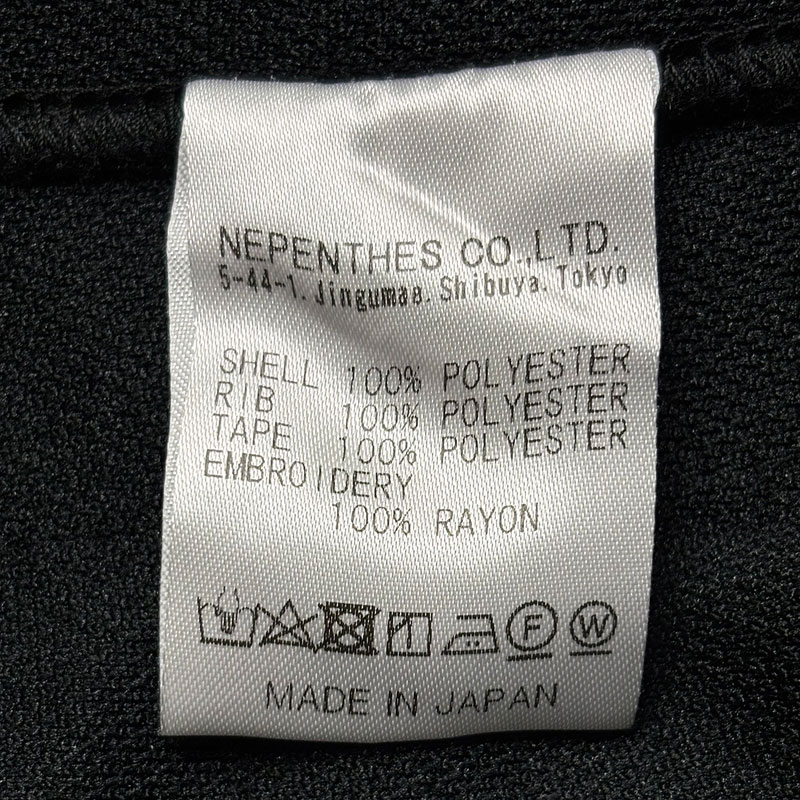 NEPENTHES CO.,LTD.
5-44-1. Jingumae. Shibuya. Tokyo
SHELL 100% POLYESTER
RIB 100% POLYESTER
TAPE 100% POLYESTER
EMBROIDERY
100% RAYON
F W
MADE IN JAPAN